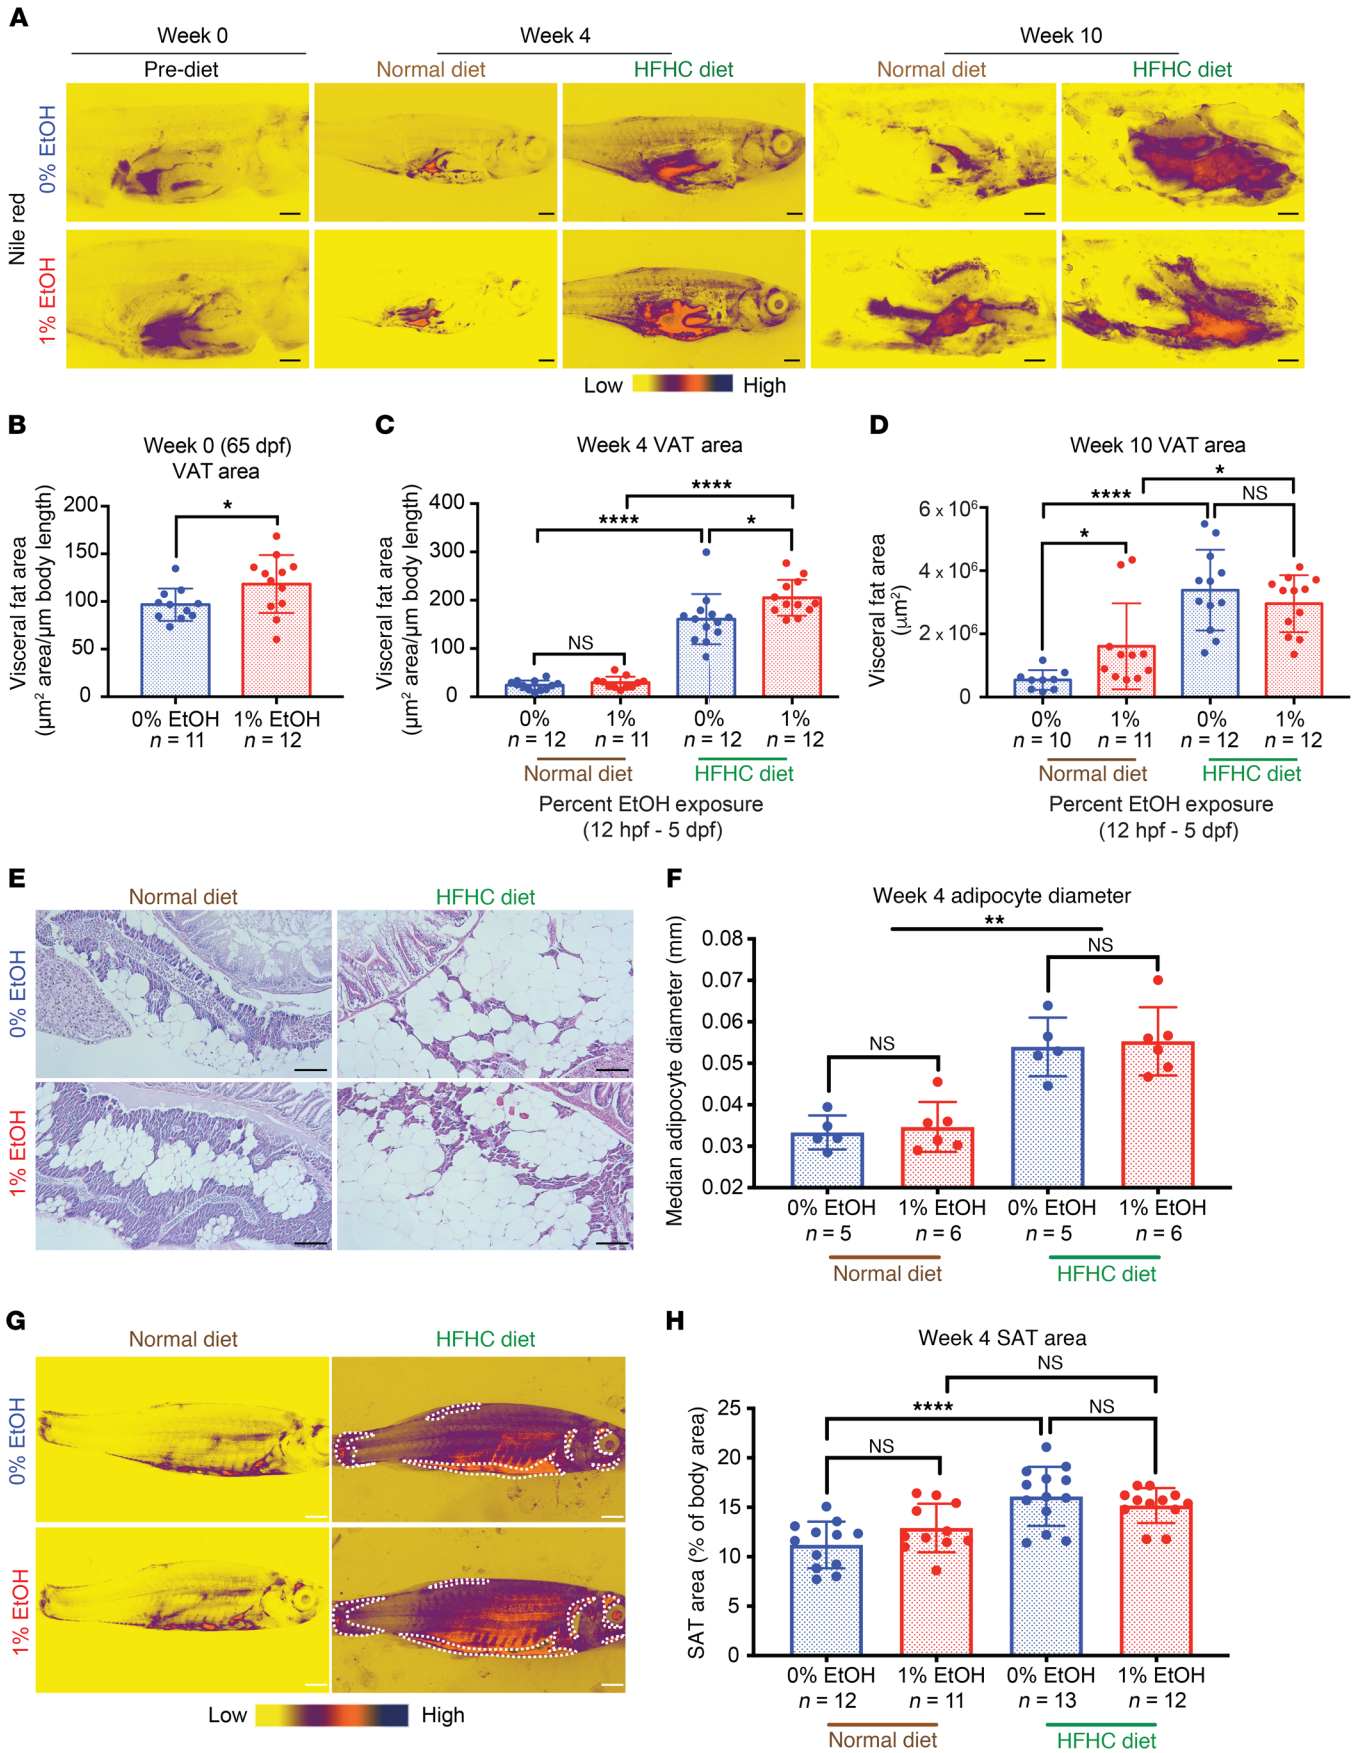 A
Week 0
Week 4
Week 10
Pre-diet
Normal diet
HFHC diet
Normal diet
HFHC diet
Nile red
0% EtOH
1% EtOH
Low
High
B
Week 0 (65 dpf)
VAT area
Visceral fat area
(µm² area/µm body length)
200
150
100
50
0
*
0% EtOH
1% EtOH
n = 11
n = 12
C
Week 4 VAT area
Visceral fat area
(µm² area/µm body length)
400
300
200
100
0
****
****
*
NS
0%
1%
0%
1%
n = 12
n = 11
n = 12
n = 12
Normal diet
HFHC diet
Percent EtOH exposure
(12 hpf - 5 dpf)
D
Week 10 VAT area
Visceral fat area
(µm²)
6 x 10⁶
4 x 10⁶
2 x 10⁶
0
*
****
NS
*
0%
1%
0%
1%
n = 10
n = 11
n = 12
n = 12
Normal diet
HFHC diet
Percent EtOH exposure
(12 hpf - 5 dpf)
E
Normal diet
HFHC diet
0% EtOH
1% EtOH
F
Week 4 adipocyte diameter
Median adipocyte diameter (mm)
0.08
0.07
0.06
0.05
0.04
0.03
0.02
**
NS
NS
0% EtOH
1% EtOH
0% EtOH
1% EtOH
n = 5
n = 6
n = 5
n = 6
Normal diet
HFHC diet
G
Normal diet
HFHC diet
0% EtOH
1% EtOH
Low
High
H
Week 4 SAT area
SAT area (% of body area)
25
20
15
10
5
0
NS
****
NS
NS
0% EtOH
1% EtOH
0% EtOH
1% EtOH
n = 12
n = 11
n = 13
n = 12
Normal diet
HFHC diet